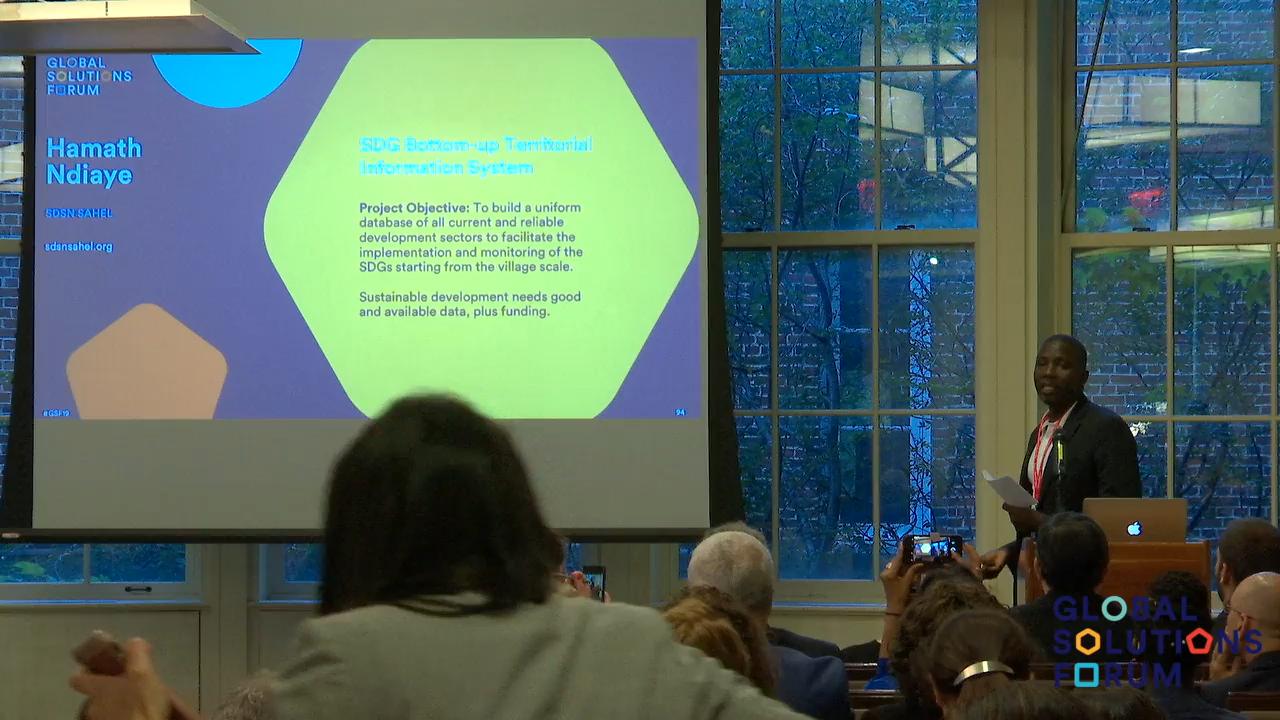 GLOBAL
SOLUTIONS
FORUM
Hamath
Ndiaye
SDSN SAHEL
sdsnsahel.org
#GSF19
SDG Bottom-up Territorial
Information System
Project Objective: To build a uniform
database of all current and reliable
development sectors to facilitate the
implementation and monitoring of the
SDGs starting from the village scale.
Sustainable development needs good
and available data, plus funding.
94
GLOBAL
SOLUTIONS
FORUM